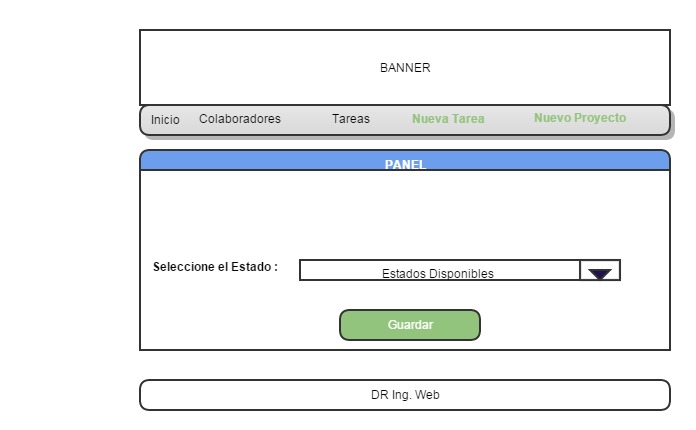 BANNER
Inicio Colaboradores Tareas Nueva Tarea Nuevo Proyecto
PANEL
Seleccione el Estado : Estados Disponibles
Guardar
DR Ing. Web